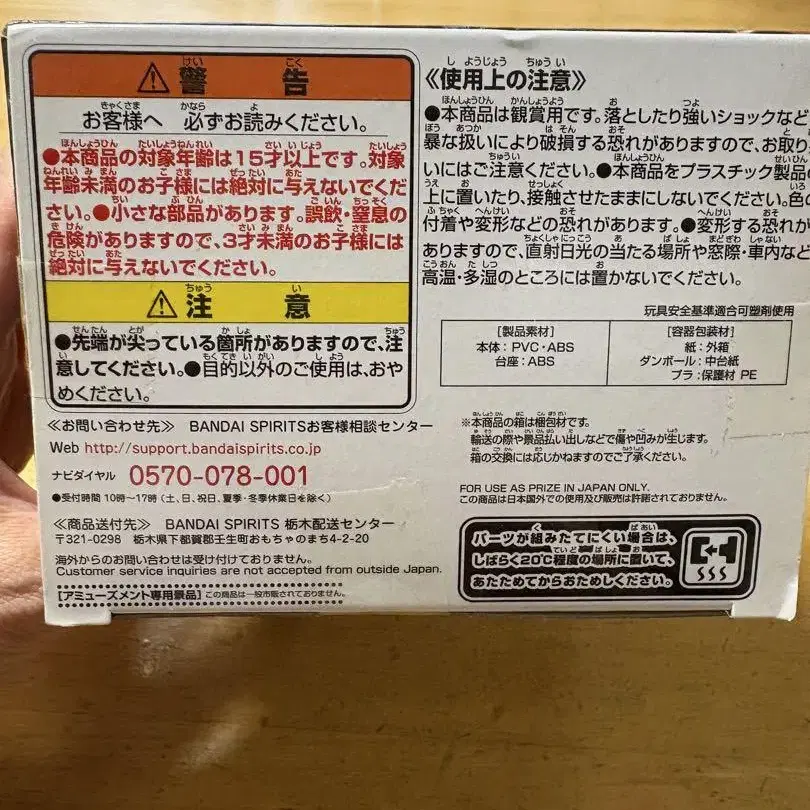 警告
お客様へ 必ずお読みください。
●本商品の対象年齢は15才以上です。対象
年齢未満のお子様には絶対に与えないでくだ
さい。●小さな部品があります。誤飲・窒息の
危険がありますので、3才未満のお子様には
絶対に与えないでください。
注意
●先端が尖っている箇所がありますので、注
意してください。●目的以外のご使用は、おや
めください。
≪お問い合わせ先≫ BANDAI SPIRITSお客様相談センター
Web http://support.bandaispirits.co.jp
ナビダイヤル 0570-078-001
●受付時間 10時〜17時(土、日、祝日、夏季・冬季休業日を除く)
≪商品送付先≫ BANDAI SPIRITS 栃木配送センター
〒321-0298 栃木県下都賀郡壬生町おもちゃのまち4-2-20
海外からのお問い合わせは受け付けておりません。
Customer service inquiries are not accepted from outside Japan.
[アミューズメント専用景品] この商品は一般市販されておりません。
≪使用上の注意≫
●本商品は観賞用です。落としたり強いショックなど
暴な扱いにより破損する恐れがありますので、お取り
いにはご注意ください。●本商品をプラスチック製品の
上に置いたり、接触させたままにしないでください。色の
付着や変形などの恐れがあります。●変形する恐れが
ありますので、直射日光の当たる場所や窓際・車内など
高温・多湿のところには置かないでください。
玩具安全基準適合可塑剤使用
[製品素材]
本体:PVC・ABS
台座:ABS
[容器包装材]
紙:外箱
ダンボール:中台紙
プラ:保護材 PE
※本商品の箱は梱包材です。
輸送の際や景品払い出しなどで傷や凹みが生じます。
箱の交換には応じかねますのでご了承ください。
FOR USE AS PRIZE IN JAPAN ONLY.
この商品は日本国外での使用及び販売は許諾されておりません。
パーツが組みたてにくい場合は、
しばらく20℃程度の場所に置いて、
あたためてからおためしください。